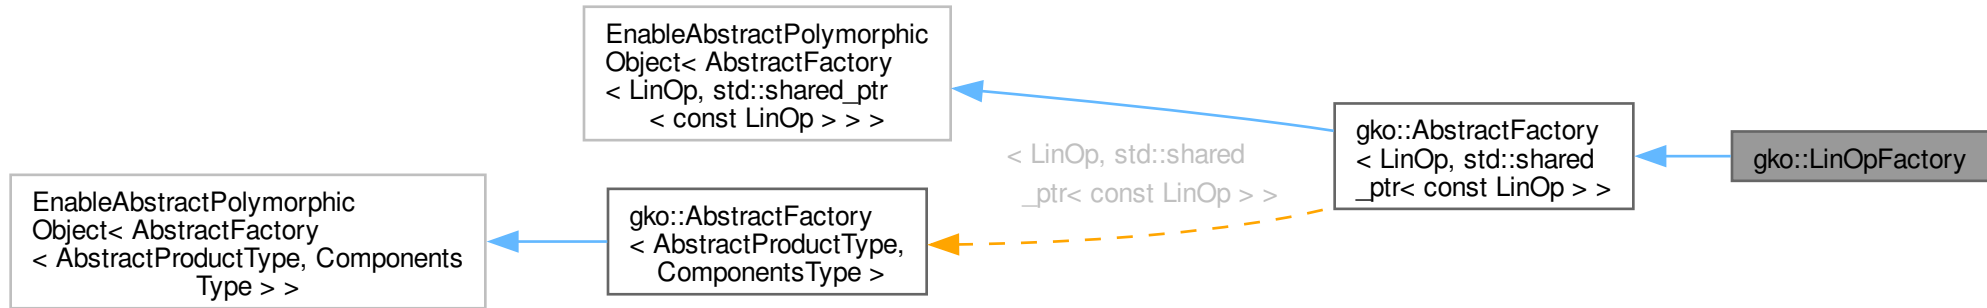 EnableAbstractPolymorphic
Object< AbstractFactory
< LinOp, std::shared_ptr
< const LinOp > > >
gko::AbstractFactory
< LinOp, std::shared
_ptr< const LinOp > >
gko::LinOpFactory
< LinOp, std::shared
_ptr< const LinOp > >
EnableAbstractPolymorphic
Object< AbstractFactory
< AbstractProductType, Components
Type > >
gko::AbstractFactory
< AbstractProductType,
ComponentsType >